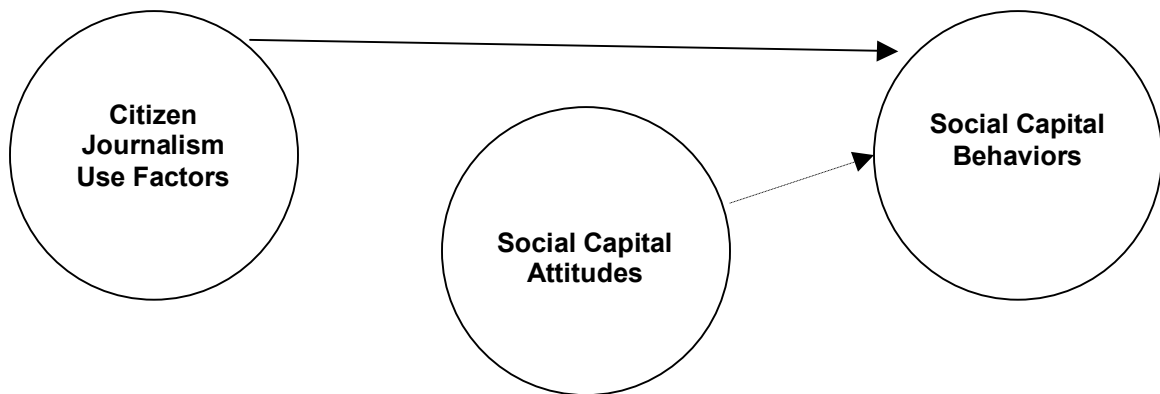 Citizen
Journalism
Use Factors
Social Capital
Behaviors
Social Capital
Attitudes